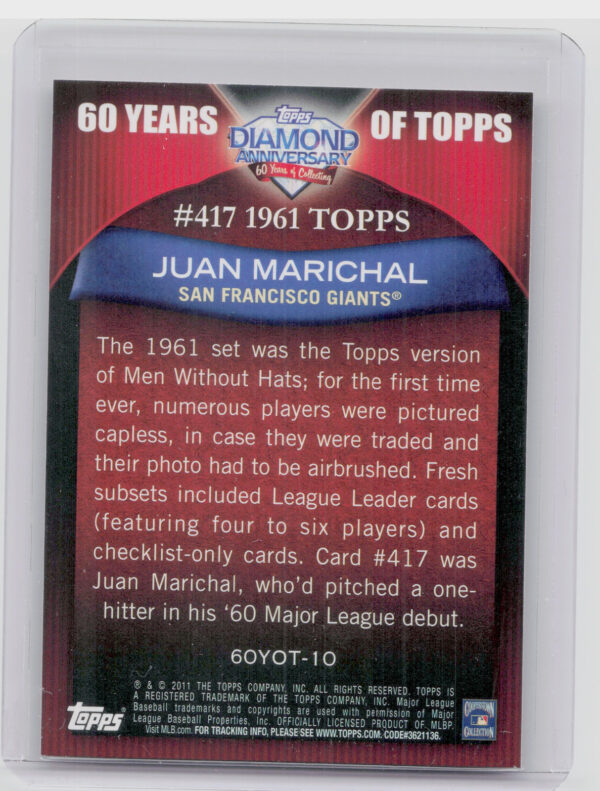 60 YEARS
OF TOPPS
Topps
DIAMOND
ANNIVERSARY
60 Years of Collecting
#417 1961 TOPPS
JUAN MARICHAL
SAN FRANCISCO GIANTS®
The 1961 set was the Topps version
of Men Without Hats; for the first time
ever, numerous players were pictured
capless, in case they were traded and
their photo had to be airbrushed. Fresh
subsets included League Leader cards
(featuring four to six players) and
checklist-only cards. Card #417 was
Juan Marichal, who'd pitched a one-
hitter in his ‘60 Major League debut.
60YOT-10
® & © 2011 THE TOPPS COMPANY, INC. ALL RIGHTS RESERVED. TOPPS IS
A REGISTERED TRADEMARK OF THE TOPPS COMPANY, INC. Major League
Baseball trademarks and copyrights are used with permission of Major
League Baseball Properties, Inc. OFFICIALLY LICENSED PRODUCT OF MLBP.
Visit MLB.com. FOR TRACKING INFO, PLEASE SEE WWW.TOPPS.COM. CODE#3621136.
Topps®
COOPERSTOWN
COLLECTION